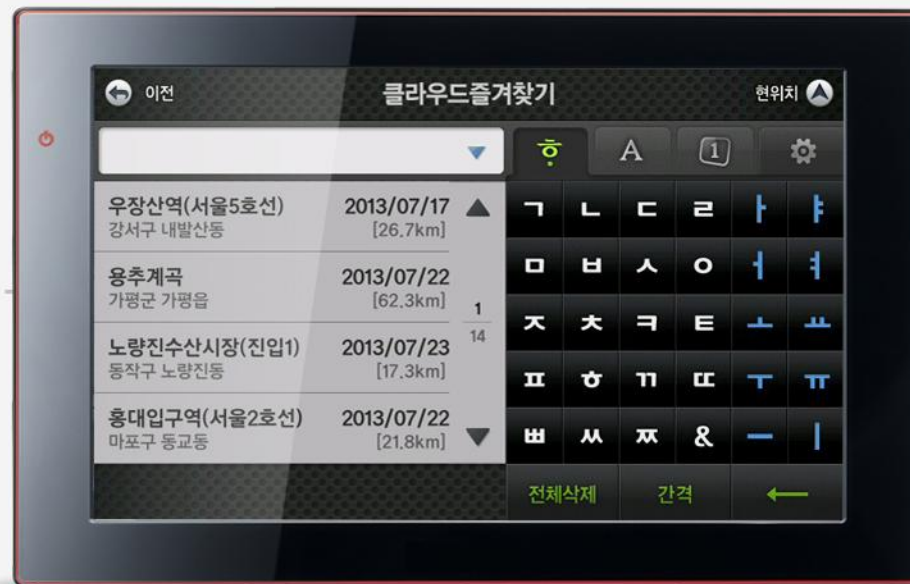 이전
클라우드즐겨찾기
현위치
ㅎ A 1
우장산역(서울5호선) 2013/07/17
강서구 내발산동 [26.7km]
용추계곡 2013/07/22
가평군 가평읍 [62.3km]
1
14
노량진수산시장(진입1) 2013/07/23
동작구 노량진동 [17.3km]
홍대입구역(서울2호선) 2013/07/22
마포구 동교동 [21.8km]
ㄱ ㄴ ㄷ ㄹ ㅏ ㅑ
ㅁ ㅂ ㅅ ㅇ ㅓ ㅕ
ㅈ ㅊ ㅋ ㅌ ㅗ ㅛ
ㅍ ㅎ ㄲ ㄸ ㅜ ㅠ
ㅃ ㅆ ㅉ & ㅡ ㅣ
전체삭제 간격